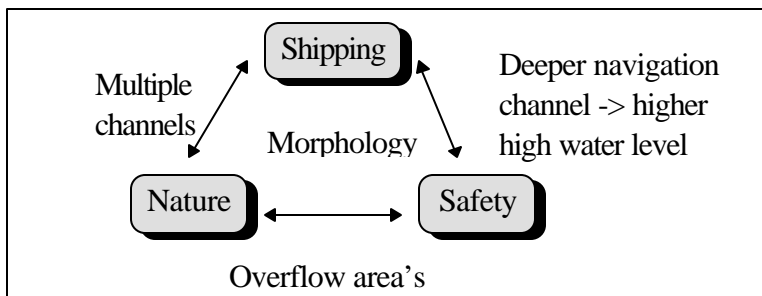 Shipping
Multiple
channels
Deeper navigation
channel -> higher
high water level
Morphology
Nature
Safety
Overflow area's